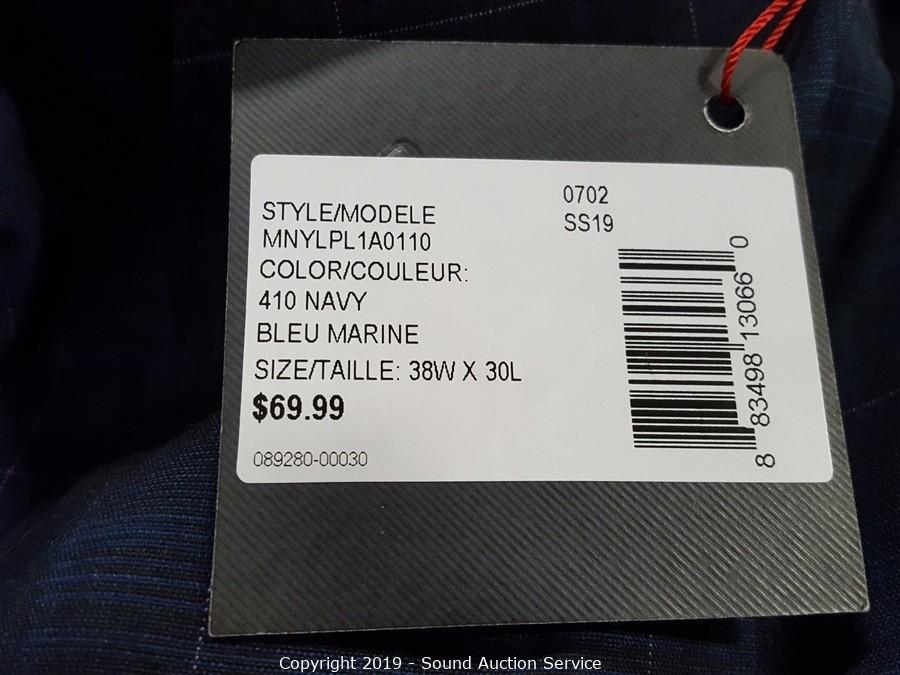 0702
SS19
STYLE/MODELE
MNYLPL1A0110
COLOR/COULEUR:
410 NAVY
BLEU MARINE
SIZE/TAILLE: 38W X 30L
$69.99
089280-00030
8 83498 13066 0
Copyright 2019 - Sound Auction Service